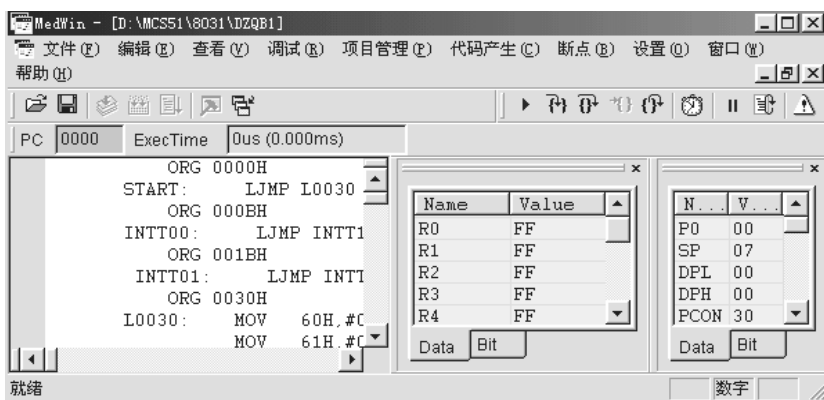 MedWin - [D:\MCS51\8031\DZQB1]
文件(F) 编辑(E) 查看(V) 调试(R) 项目管理(P) 代码产生(C) 断点(B) 设置(O) 窗口(W)
帮助(H)
PC 0000 ExecTime 0us (0.000ms)
ORG 0000H
START: LJMP L0030
ORG 000BH
INTT00: LJMP INTT1
ORG 001BH
INTT01: LJMP INTT
ORG 0030H
L0030: MOV 60H,#0
MOV 61H,#0
Name Value
R0 FF
R1 FF
R2 FF
R3 FF
R4 FF
Data Bit
N... V...
P0 00
SP 07
DPL 00
DPH 00
PCON 30
Data Bit
就绪 数字